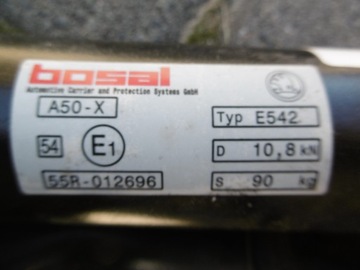 bosal
Automotive Carrier and Protection Systems GmbH
A50-X
Typ E542
54 E1
D 10,8 kN
55R-012696
S 90 kg